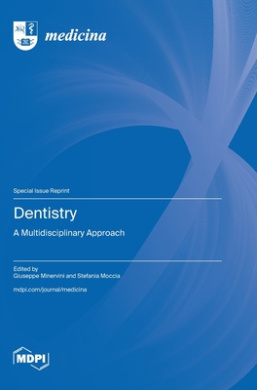 medicina
Special Issue Reprint
Dentistry
A Multidisciplinary Approach
Edited by
Giuseppe Minervini and Stefania Moccia
mdpi.com/journal/medicina
MDPI